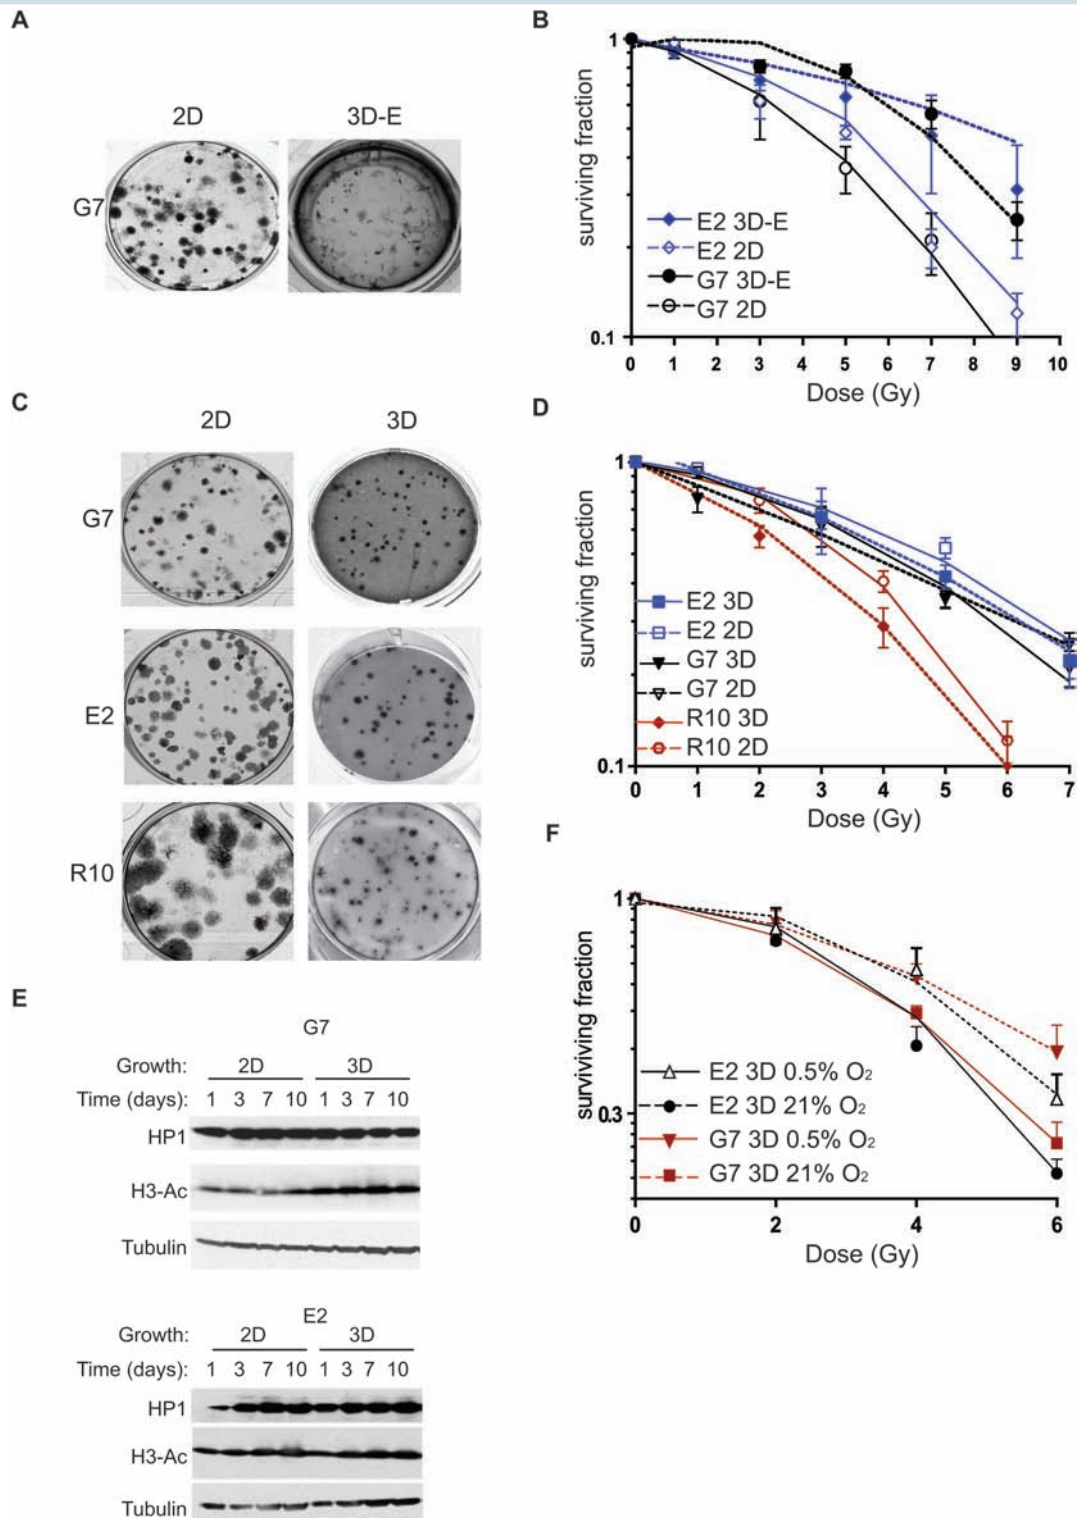 A
2D 3D-E
G7
B
1
0.1
surviving fraction
E2 3D-E
E2 2D
G7 3D-E
G7 2D
0 1 2 3 4 5 6 7 8 9 10
Dose (Gy)
C
2D 3D
G7
E2
R10
D
1
0.1
surviving fraction
E2 3D
E2 2D
G7 3D
G7 2D
R10 3D
R10 2D
0 1 2 3 4 5 6 7
Dose (Gy)
E
G7
Growth: 2D 3D
Time (days): 1 3 7 10 1 3 7 10
HP1
H3-Ac
Tubulin
E2
Growth: 2D 3D
Time (days): 1 3 7 10 1 3 7 10
HP1
H3-Ac
Tubulin
F
1
0.3
surviving fraction
E2 3D 0.5% O₂
E2 3D 21% O₂
G7 3D 0.5% O₂
G7 3D 21% O₂
0 2 4 6
Dose (Gy)